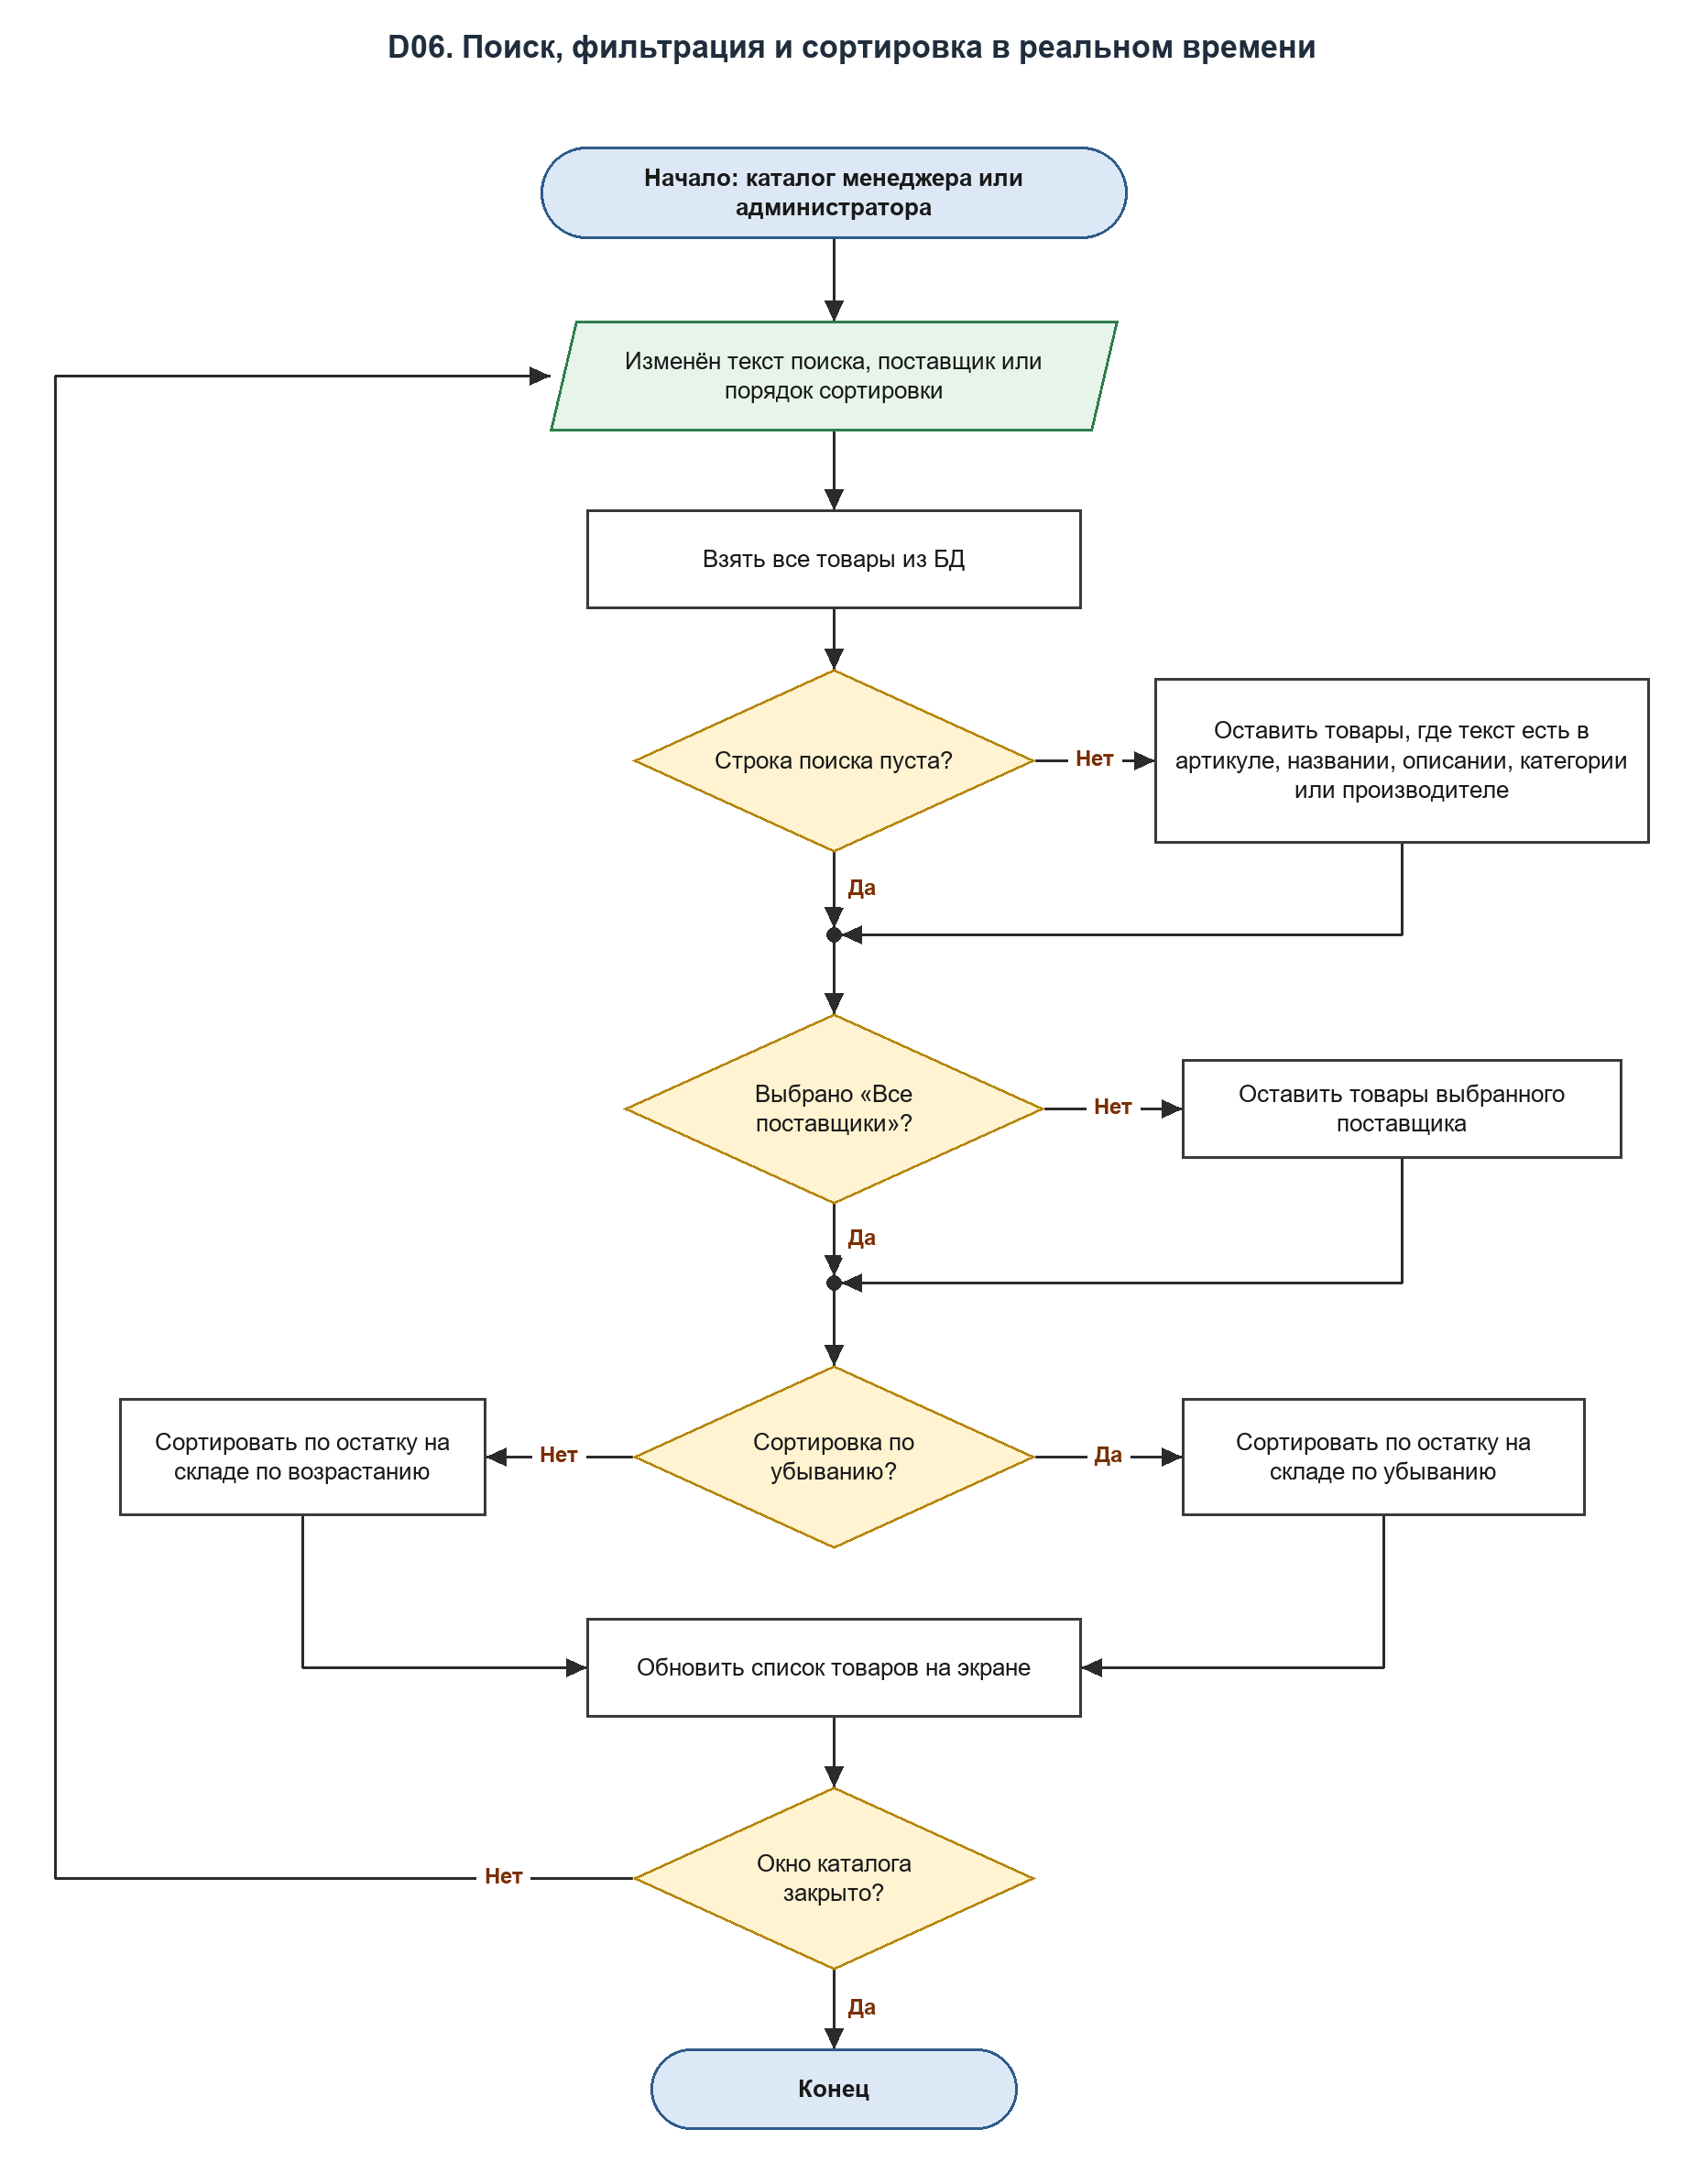 D06. Поиск, фильтрация и сортировка в реальном времени
Начало: каталог менеджера или
администратора
Изменён текст поиска, поставщик или
порядок сортировки
Взять все товары из БД
Строка поиска пуста?
Нет
Оставить товары, где текст есть в
артикуле, названии, описании, категории
или производителе
Да
Выбрано «Все
поставщики»?
Нет
Оставить товары выбранного
поставщика
Да
Сортировать по остатку на
складе по возрастанию
Нет
Сортировка по
убыванию?
Да
Сортировать по остатку на
складе по убыванию
Обновить список товаров на экране
Нет
Окно каталога
закрыто?
Да
Конец